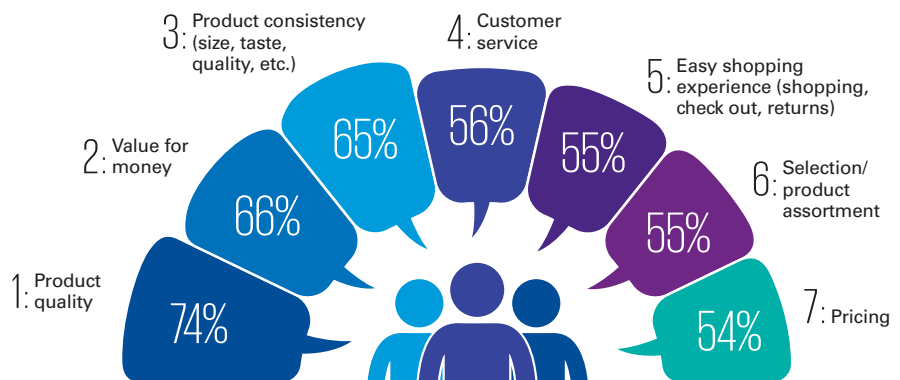 1: Product
quality
74%
2: Value for
money
66%
3: Product consistency
(size, taste,
quality, etc.)
65%
4: Customer
service
56%
5: Easy shopping
experience (shopping,
check out, returns)
55%
6: Selection/
product
assortment
55%
7: Pricing
54%